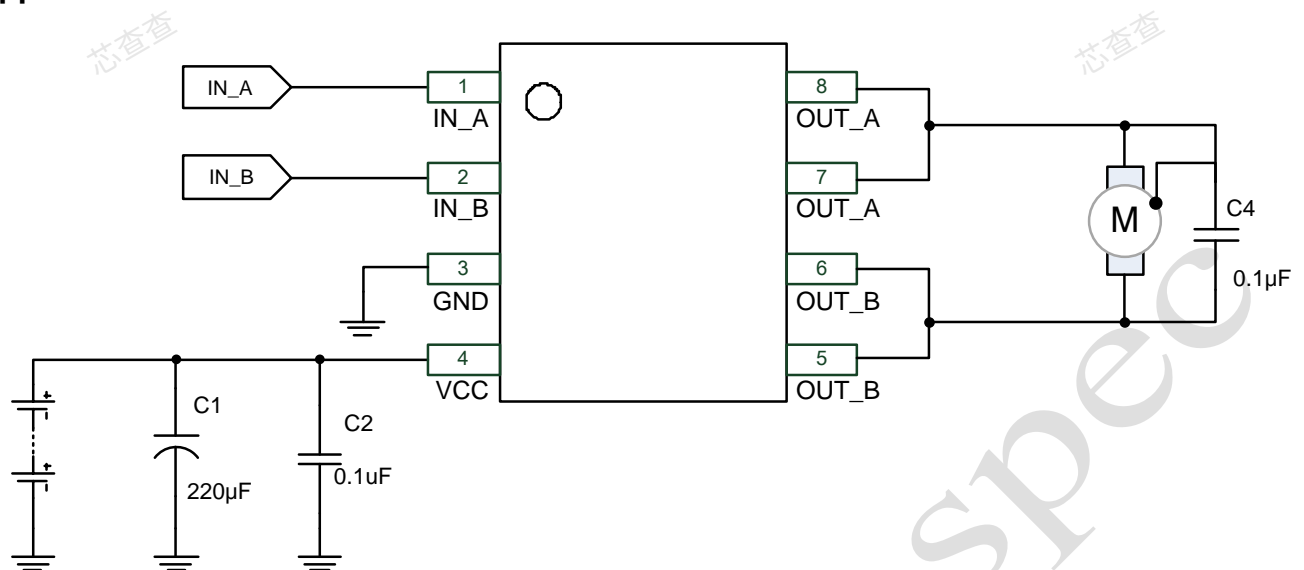 芯查查
芯查查
IN_A
1
IN_A
8
OUT_A
IN_B
2
IN_B
7
OUT_A
M
C4
0.1μF
3
GND
6
OUT_B
4
VCC
5
OUT_B
C1
220μF
C2
0.1uF
spec